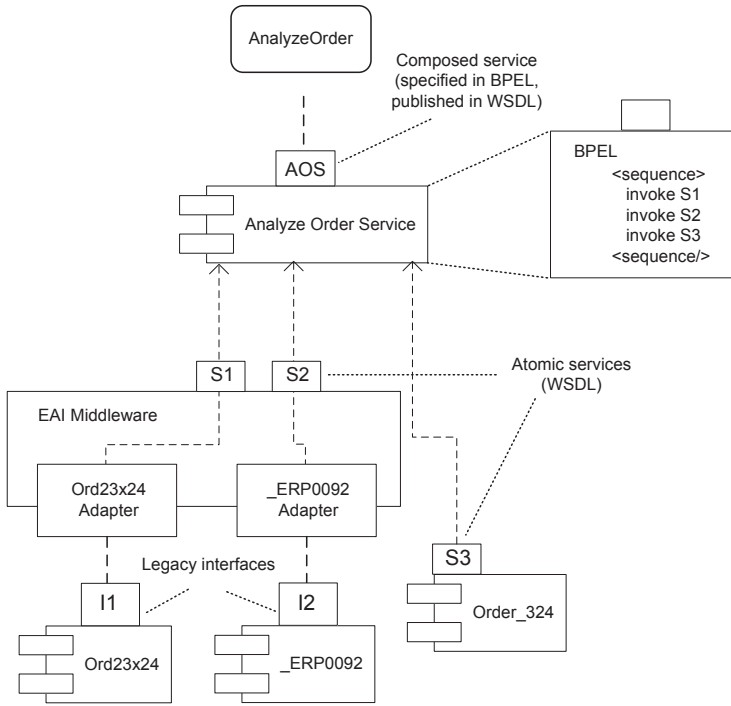 AnalyzeOrder
Composed service
(specified in BPEL,
published in WSDL)
AOS
Analyze Order Service
BPEL
<sequence>
invoke S1
invoke S2
invoke S3
<sequence/>
S1
S2
Atomic services
(WSDL)
EAI Middleware
Ord23x24
Adapter
_ERP0092
Adapter
S3
Order_324
Legacy interfaces
I1
I2
Ord23x24
_ERP0092